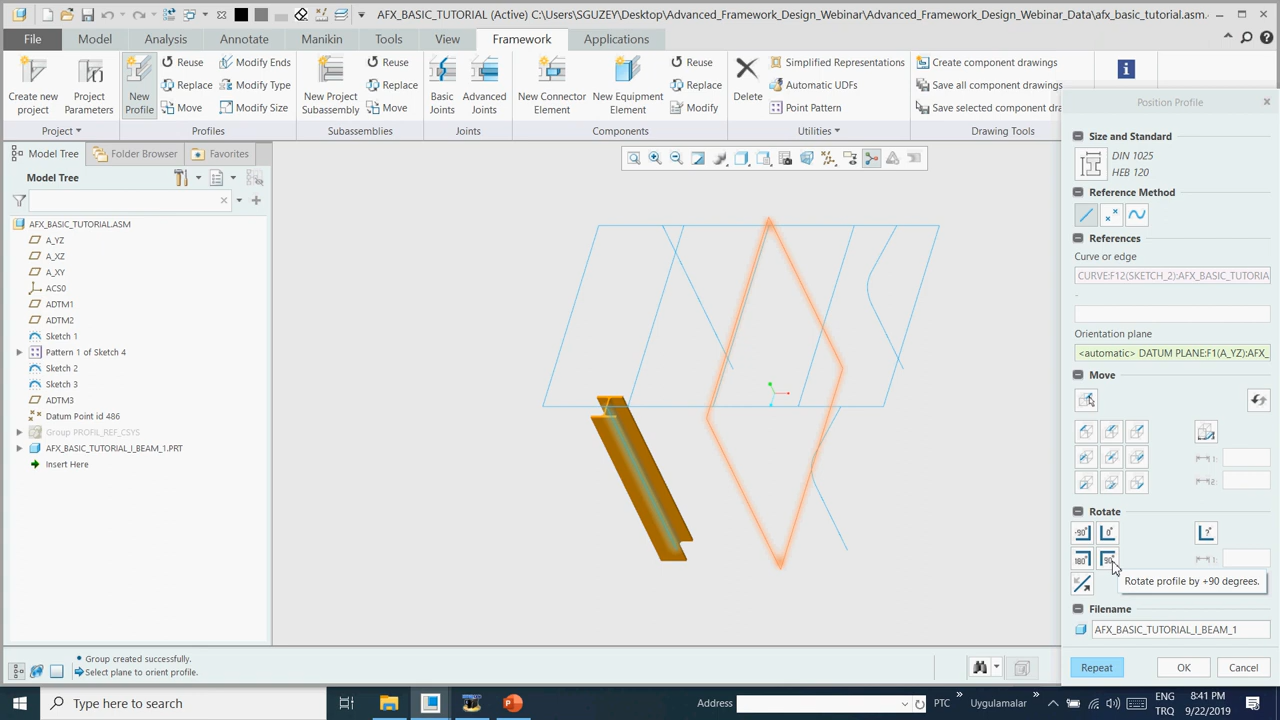 AFX_BASIC_TUTORIAL (Active) C:\Users\SGUZEY\Desktop\Advanced_Framework_Design_Webinar\Advanced_Framework_Design_Webinar_Data\afx_basic_tutorial.asm...
File Model Analysis Annotate Manikin Tools View Framework Applications
Create new project
Project Parameters
Project
New Profile
Reuse
Replace
Move
Modify Ends
Modify Type
Modify Size
Profiles
New Project Subassembly
Reuse
Replace
Move
Subassemblies
Basic Joints
Advanced Joints
Joints
New Connector Element
New Equipment Element
Reuse
Replace
Modify
Components
Delete
Simplified Representations
Automatic UDFs
Point Pattern
Utilities
Create component drawings
Save all component drawings
Save selected component dra
Drawing Tools
Model Tree Folder Browser Favorites
Model Tree
AFX_BASIC_TUTORIAL.ASM
A_YZ
A_XZ
A_XY
ACS0
ADTM1
ADTM2
Sketch 1
Pattern 1 of Sketch 4
Sketch 2
Sketch 3
ADTM3
Datum Point id 486
Group PROFIL_REF_CSYS
AFX_BASIC_TUTORIAL_I_BEAM_1.PRT
Insert Here
Position Profile
Size and Standard
DIN 1025
HEB 120
Reference Method
References
Curve or edge
CURVE:F12(SKETCH_2):AFX_BASIC_TUTORIA
-
Orientation plane
<automatic> DATUM PLANE:F1(A_YZ):AFX_
Move
1:
2:
Rotate
-90° 0° ?
180° 90° 1:
Rotate profile by +90 degrees.
Filename
AFX_BASIC_TUTORIAL_I_BEAM_1
Repeat OK Cancel
• Group created successfully.
Select plane to orient profile.
Type here to search
Address
PTC » Uygulamalar »
ENG
TRQ
8:41 PM
9/22/2019